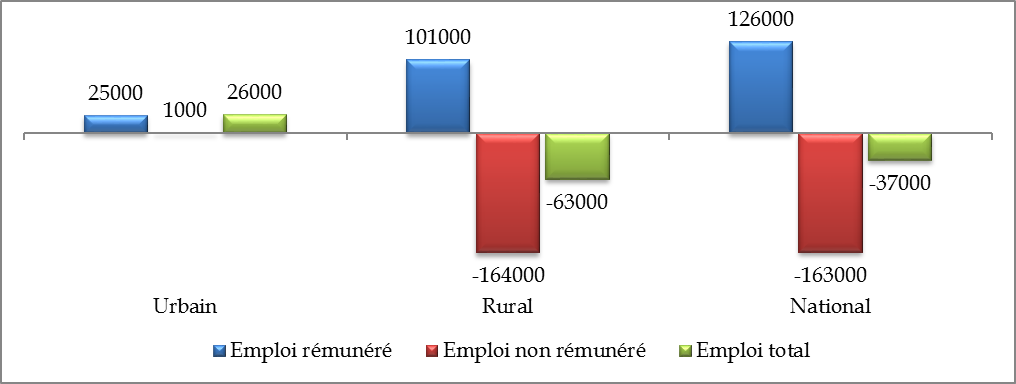 126000
101000
25000
1000
26000
-63000
-37000
-164000
-163000
Urbain
Rural
National
Emploi rémunéré
Emploi non rémunéré
Emploi total